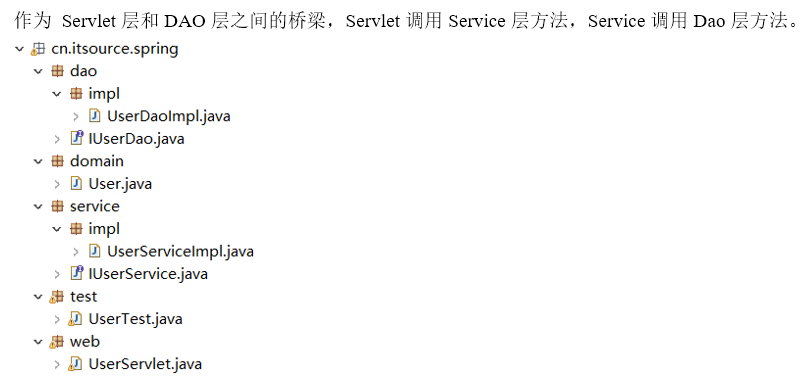 作为 Servlet 层和 DAO 层之间的桥梁，Servlet 调用 Service 层方法，Service 调用 Dao 层方法。
cn.itsource.spring
dao
impl
UserDaoImpl.java
IUserDao.java
domain
User.java
service
impl
UserServiceImpl.java
IUserService.java
test
UserTest.java
web
UserServlet.java